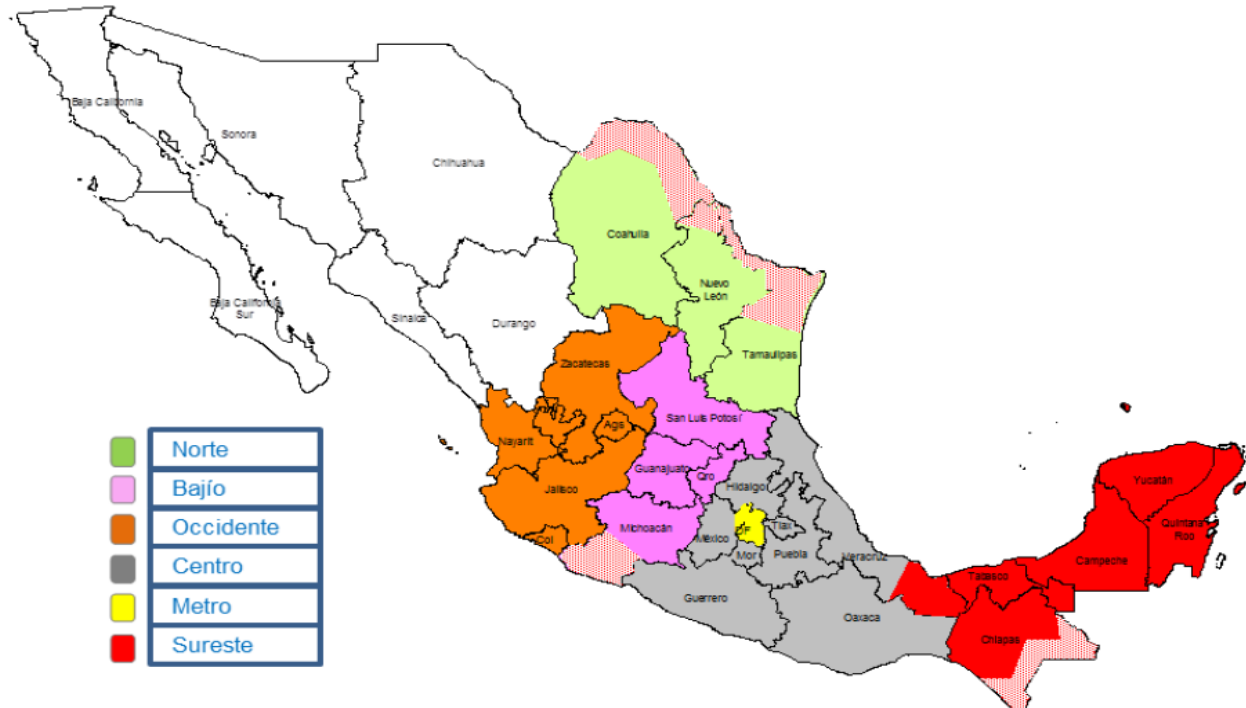 Baja California
Sonora
Chihuahua
Coahuila
Nuevo
León
Baja California
Sur
Sinaloa
Durango
Tamaulipas
Zacatecas
San Luis Potosí
Nayarit
Ags
Jalisco
Guanajuato
Qro
Hidalgo
Col
Michoacán
México
DF
Tlax
Mor
Puebla
Veracruz
Guerrero
Oaxaca
Yucatán
Quintana
Roo
Campeche
Tabasco
Chiapas
Norte
Bajío
Occidente
Centro
Metro
Sureste